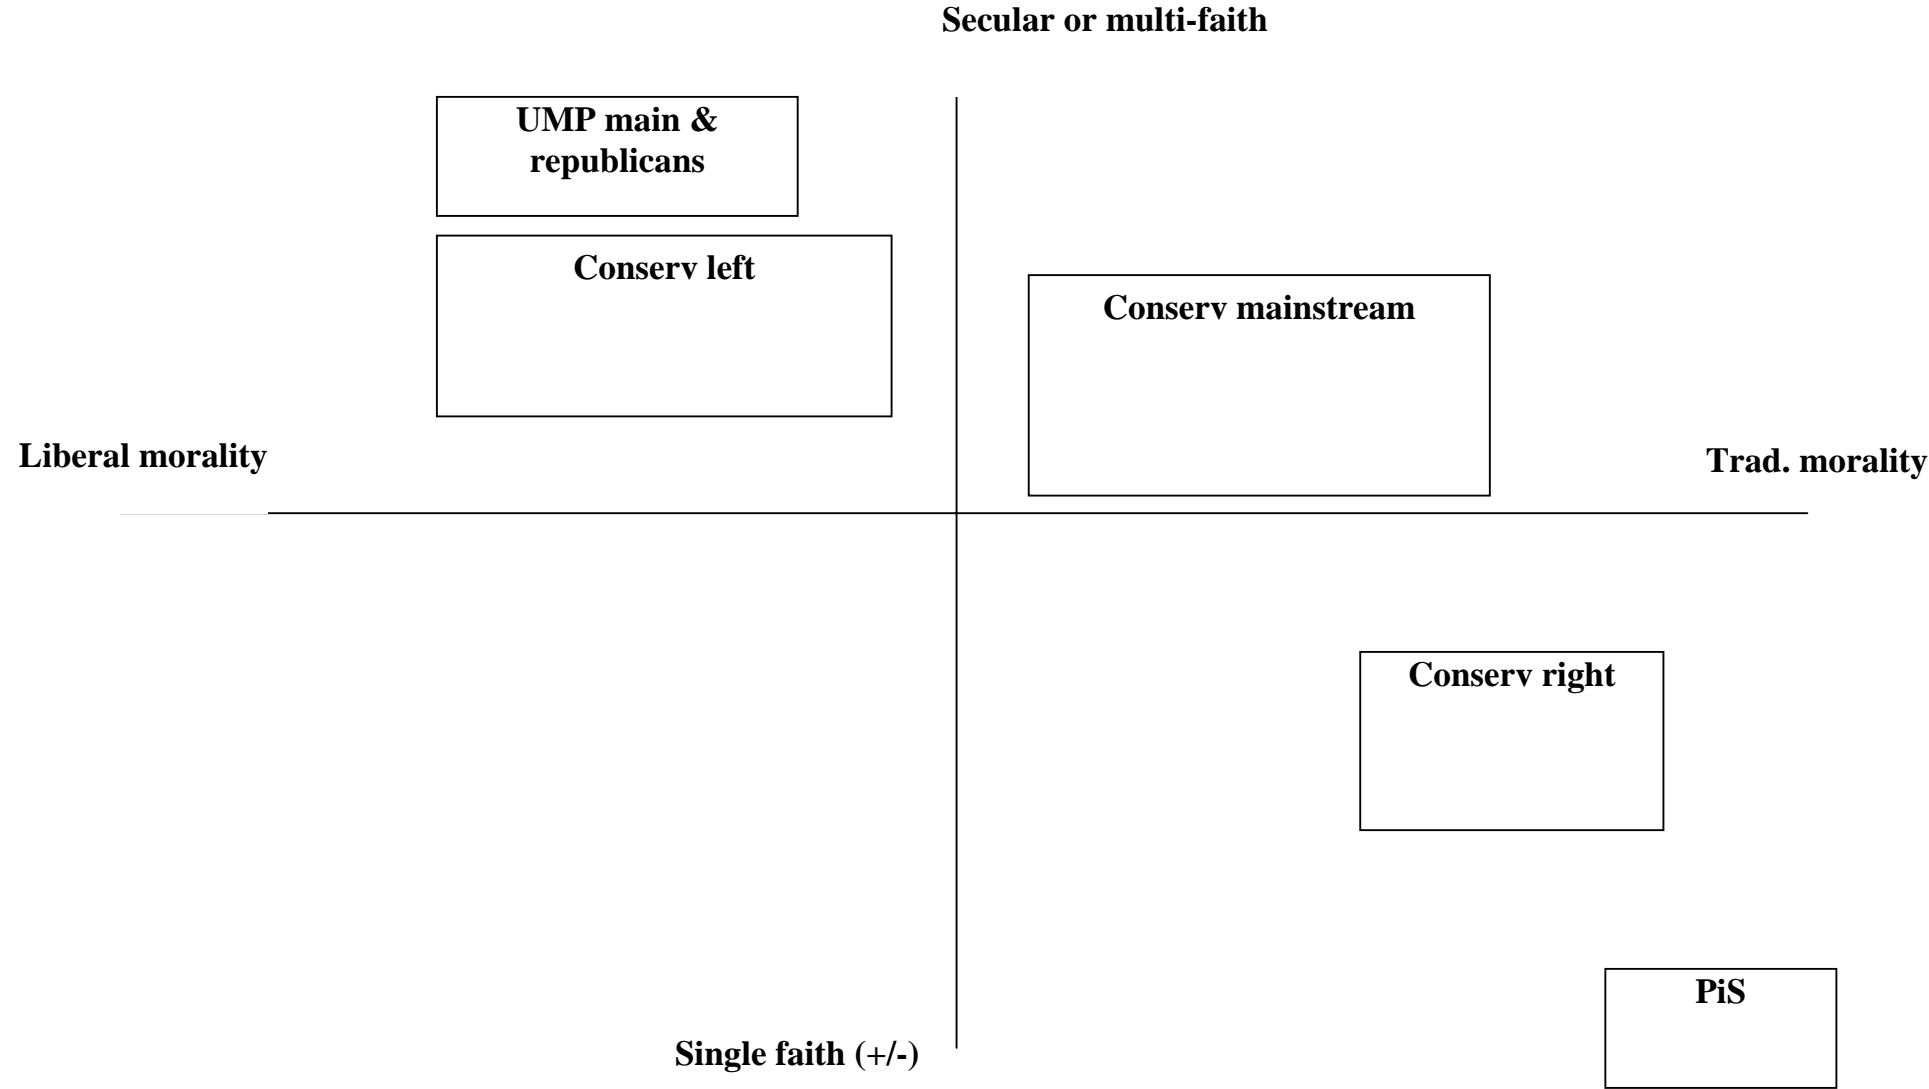 Secular or multi-faith
UMP main &
republicans
Conserv left
Conserv mainstream
Liberal morality
Trad. morality
Conserv right
PiS
Single faith (+/-)